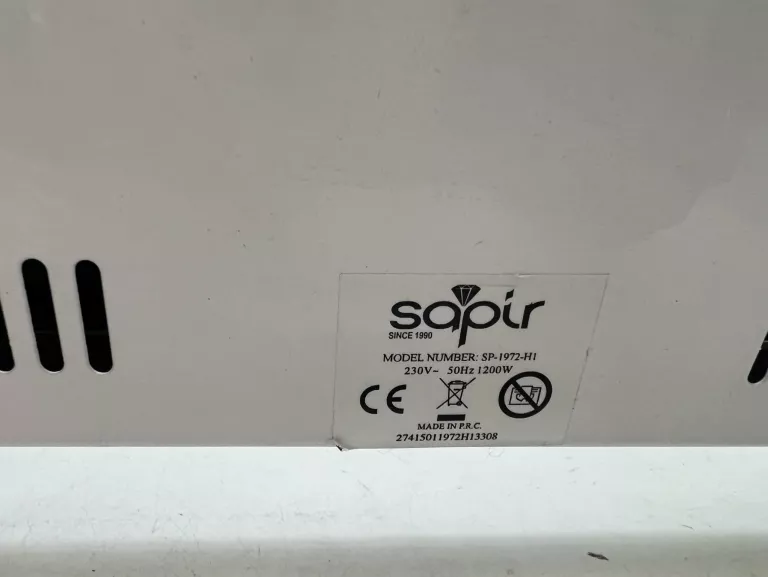 sapir
SINCE 1990
MODEL NUMBER: SP-1972-H1
230V~ 50Hz 1200W
CE
MADE IN P.R.C.
27415011972H13308